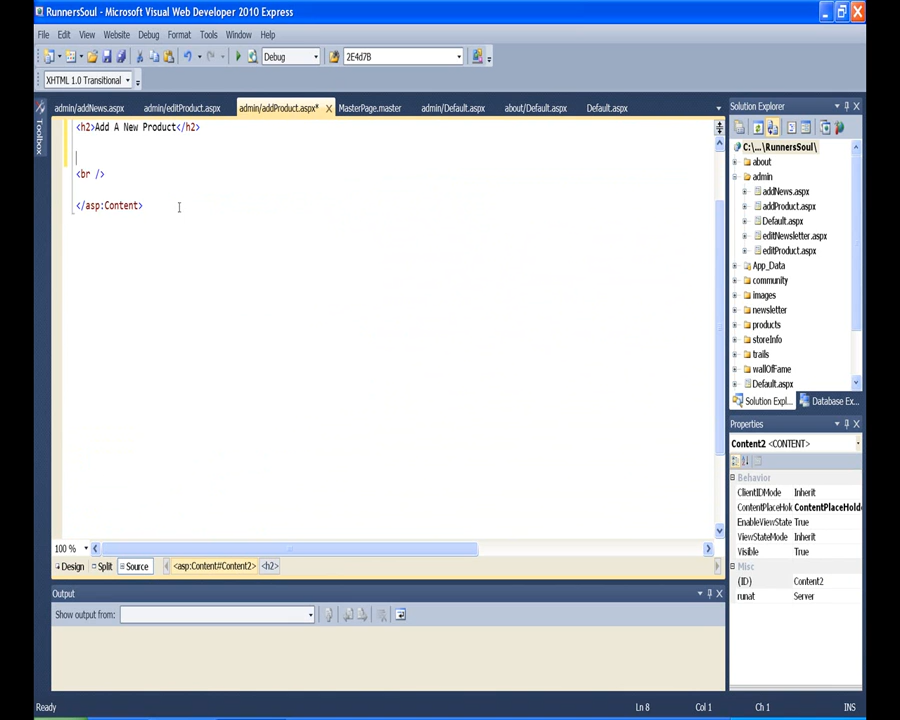 RunnersSoul - Microsoft Visual Web Developer 2010 Express
File Edit View Website Debug Format Tools Window Help
Debug 2E4d7B
XHTML 1.0 Transitional
Toolbox
admin/addNews.aspx admin/editProduct.aspx admin/addProduct.aspx* MasterPage.master admin/Default.aspx about/Default.aspx Default.aspx
<h2>Add A New Product</h2>
<br />
</asp:Content>
100 %
Design Split Source <asp:Content#Content2> <h2>
Output
Show output from:
Solution Explorer
C:\...\RunnersSoul\
about
admin
addNews.aspx
addProduct.aspx
Default.aspx
editNewsletter.aspx
editProduct.aspx
App_Data
community
images
newsletter
products
storeInfo
trails
wallOfFame
Default.aspx
Solution Expl... Database Ex...
Properties
Content2 <CONTENT>
Behavior
ClientIDMode Inherit
ContentPlaceHol ContentPlaceHolde
EnableViewState True
ViewStateMode Inherit
Visible True
Misc
(ID) Content2
runat Server
Ready Ln 8 Col 1 Ch 1 INS